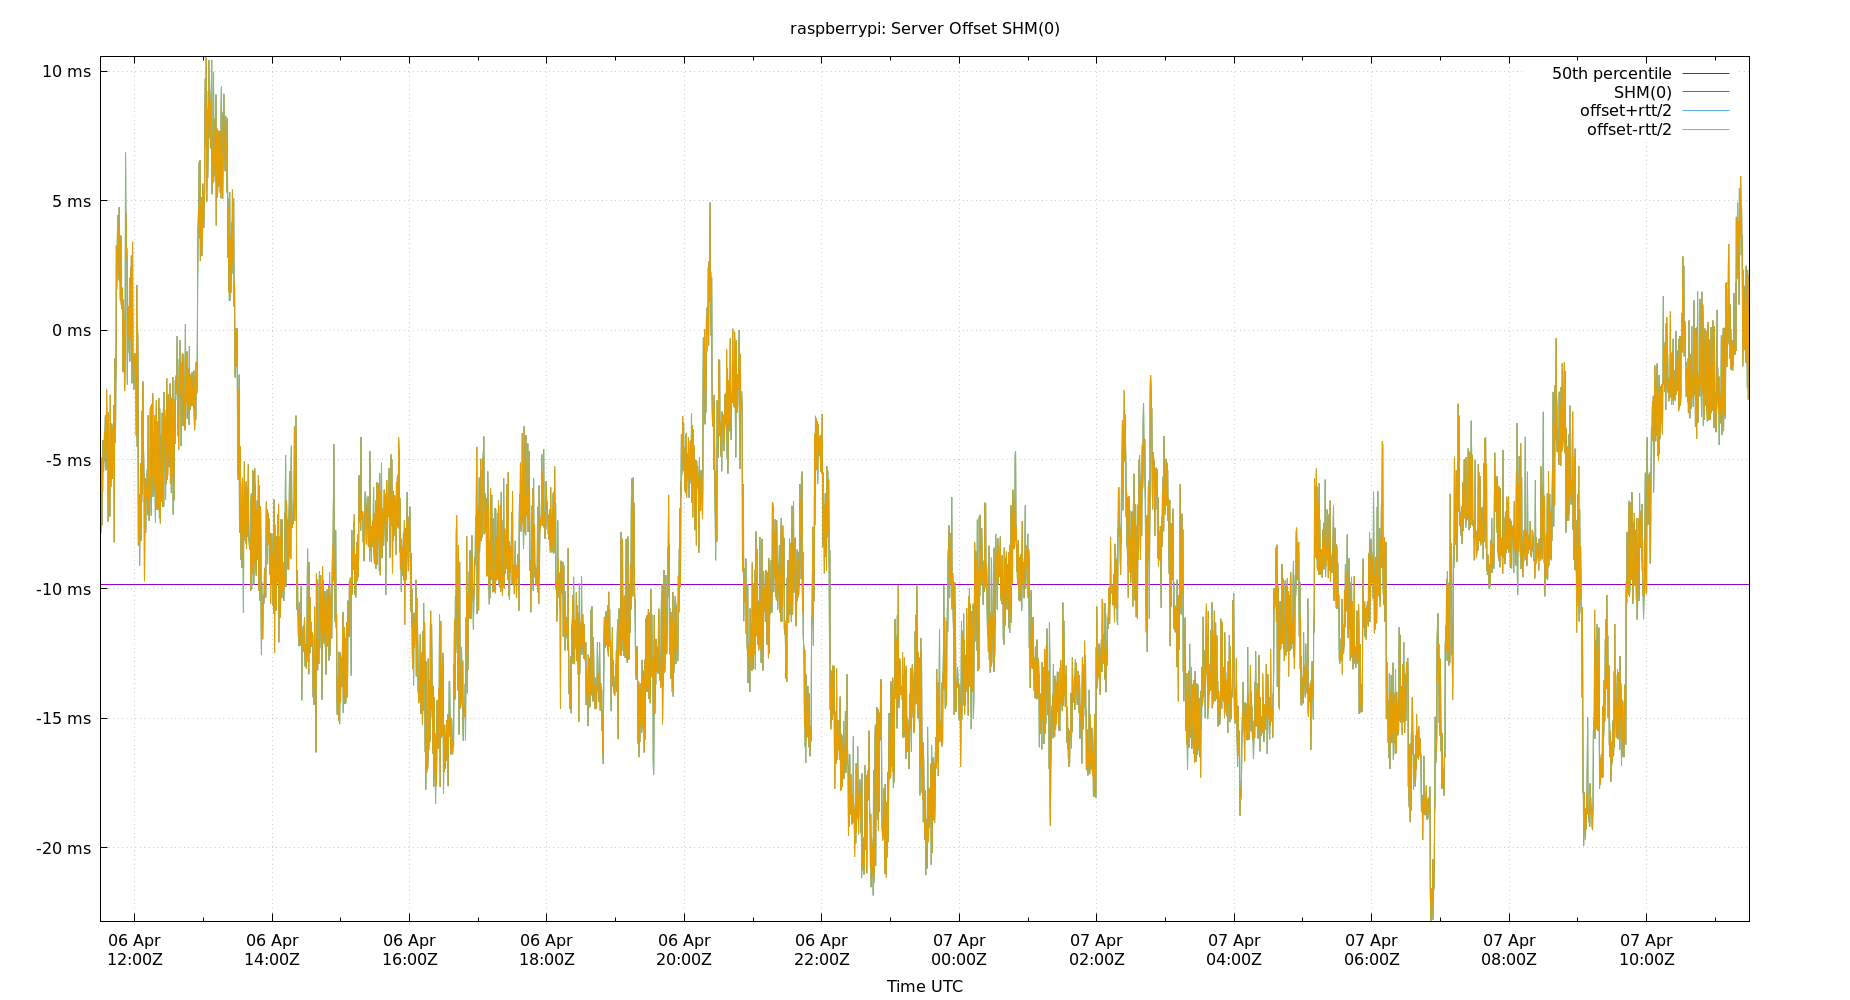 raspberrypi: Server Offset SHM(0)
50th percentile
SHM(0)
offset+rtt/2
offset-rtt/2
10 ms
5 ms
0 ms
-5 ms
-10 ms
-15 ms
-20 ms
06 Apr 06 Apr 06 Apr 06 Apr 06 Apr 06 Apr 07 Apr 07 Apr 07 Apr 07 Apr 07 Apr 07 Apr
12:00Z 14:00Z 16:00Z 18:00Z 20:00Z 22:00Z 00:00Z 02:00Z 04:00Z 06:00Z 08:00Z 10:00Z
Time UTC